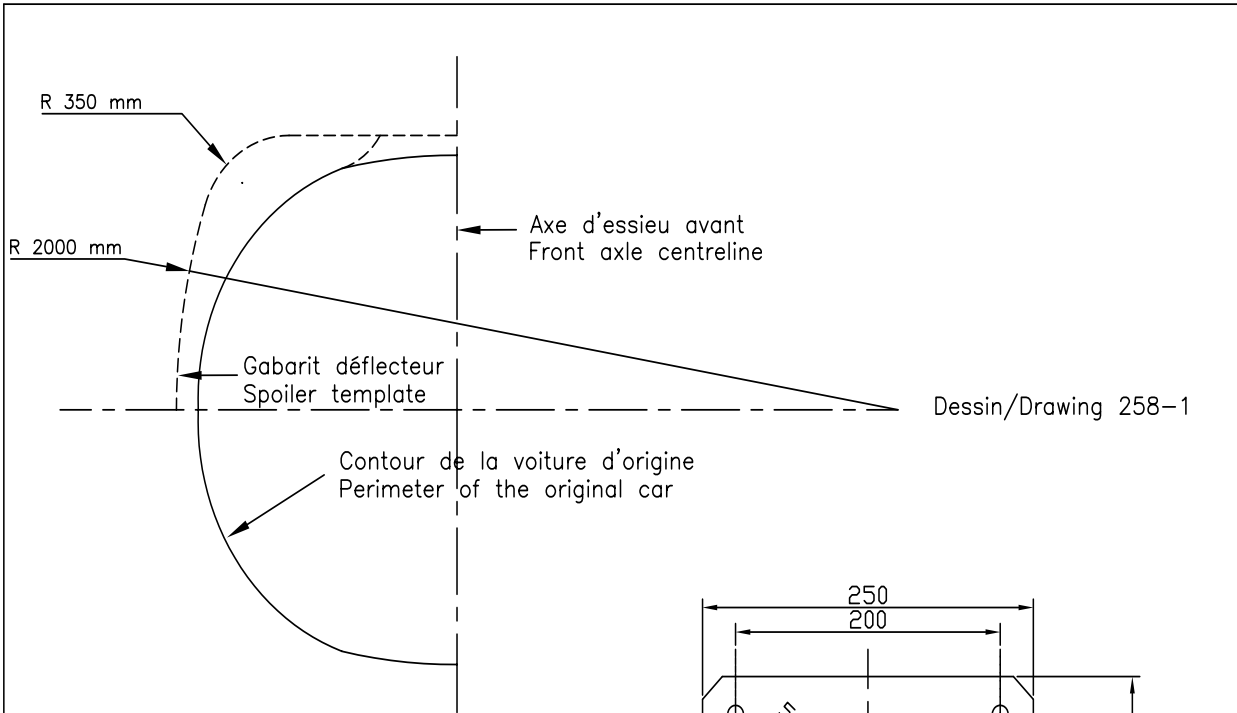 R 350 mm
Axe d'essieu avant
Front axle centreline
R 2000 mm
Gabarit déflecteur
Spoiler template
Dessin/Drawing 258-1
Contour de la voiture d'origine
Perimeter of the original car
250
200